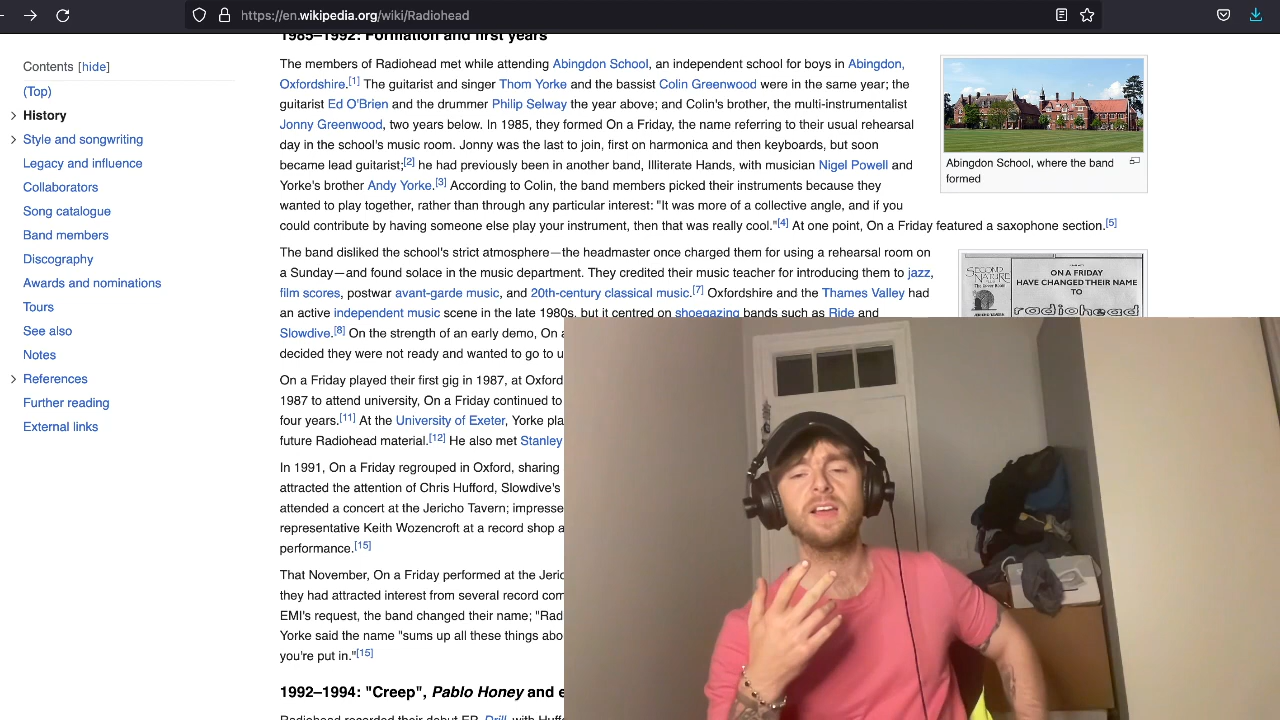 https://en.wikipedia.org/wiki/Radiohead
Contents [hide]
(Top)
History
Style and songwriting
Legacy and influence
Collaborators
Song catalogue
Band members
Discography
Awards and nominations
Tours
See also
Notes
References
Further reading
External links
1985–1992: Formation and first years
The members of Radiohead met while attending Abingdon School, an independent school for boys in Abingdon,
Oxfordshire.[1] The guitarist and singer Thom Yorke and the bassist Colin Greenwood were in the same year; the
guitarist Ed O'Brien and the drummer Philip Selway the year above; and Colin's brother, the multi-instrumentalist
Jonny Greenwood, two years below. In 1985, they formed On a Friday, the name referring to their usual rehearsal
day in the school's music room. Jonny was the last to join, first on harmonica and then keyboards, but soon
became lead guitarist;[2] he had previously been in another band, Illiterate Hands, with musician Nigel Powell and
Yorke's brother Andy Yorke.[3] According to Colin, the band members picked their instruments because they
wanted to play together, rather than through any particular interest: "It was more of a collective angle, and if you
could contribute by having someone else play your instrument, then that was really cool."[4] At one point, On a Friday featured a saxophone section.[5]
Abingdon School, where the band
formed
The band disliked the school's strict atmosphere—the headmaster once charged them for using a rehearsal room on
a Sunday—and found solace in the music department. They credited their music teacher for introducing them to jazz,
film scores, postwar avant-garde music, and 20th-century classical music.[7] Oxfordshire and the Thames Valley had
an active independent music scene in the late 1980s, but it centred on shoegazing bands such as Ride and
Slowdive.[8] On the strength of an early demo, On a
decided they were not ready and wanted to go to u
SECOND
NATURE
ON A FRIDAY
HAVE CHANGED THEIR NAME
TO
radiohead
On a Friday played their first gig in 1987, at Oxford
1987 to attend university, On a Friday continued to
four years.[11] At the University of Exeter, Yorke pla
future Radiohead material.[12] He also met Stanley
In 1991, On a Friday regrouped in Oxford, sharing
attracted the attention of Chris Hufford, Slowdive's
attended a concert at the Jericho Tavern; impresse
representative Keith Wozencroft at a record shop a
performance.[15]
That November, On a Friday performed at the Jeric
they had attracted interest from several record com
EMI's request, the band changed their name; "Rad
Yorke said the name "sums up all these things abo
you're put in."[15]
1992–1994: "Creep", Pablo Honey and e
Radiohead recorded their debut EP, Drill, with Huff